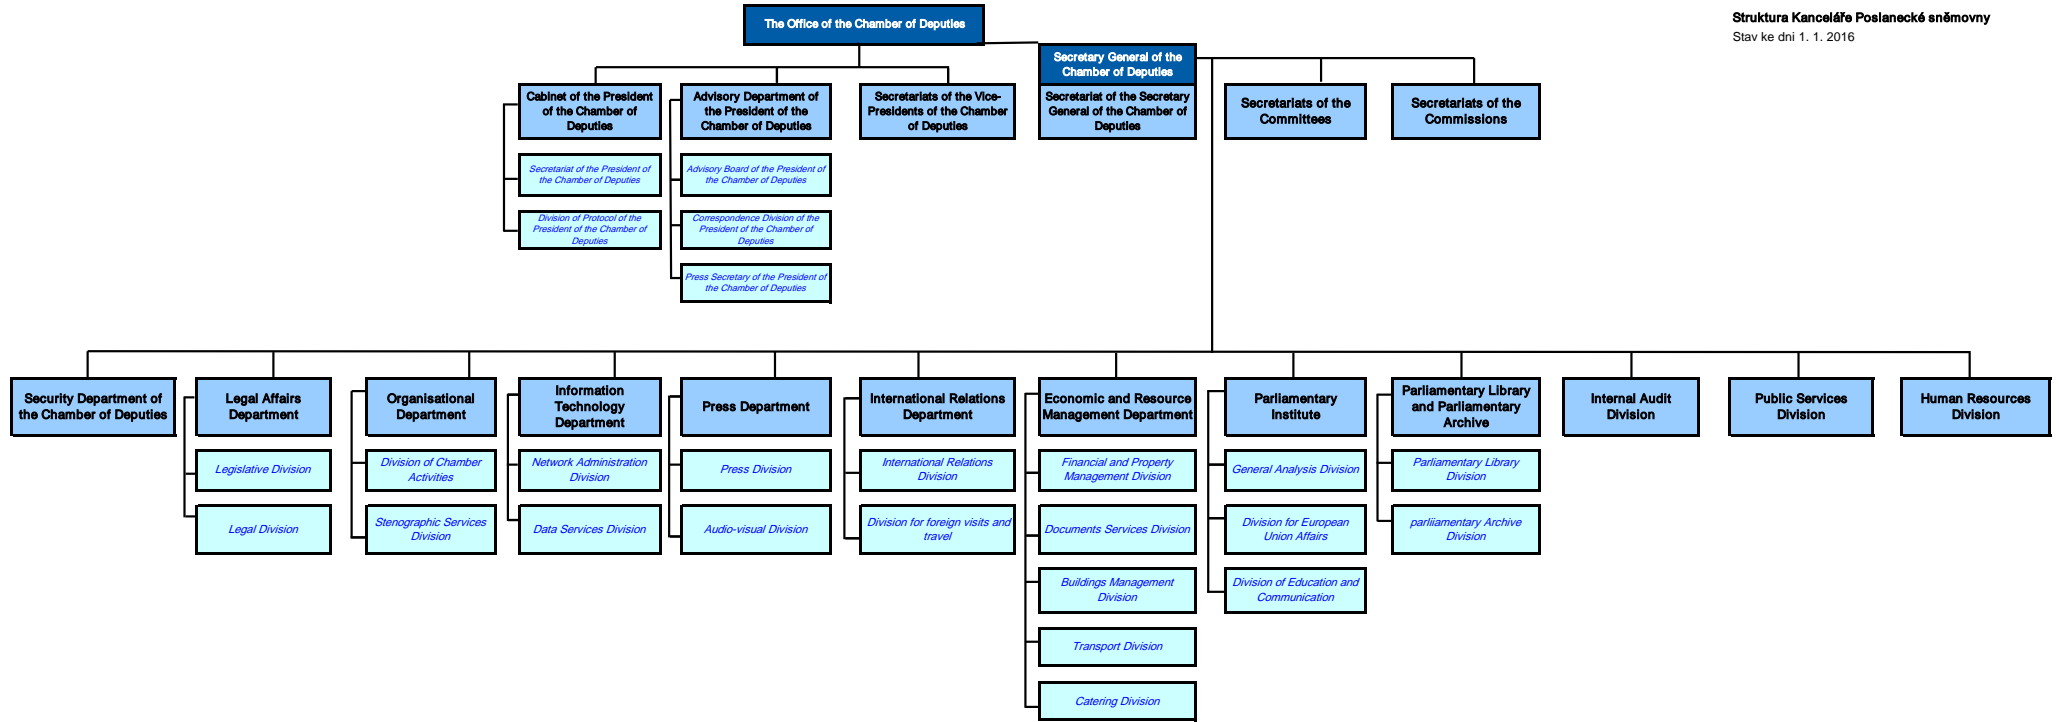 The Office of the Chamber of Deputies
Struktura Kanceláře Poslanecké sněmovny
Stav ke dni 1. 1. 2016
Secretary General of the
Chamber of Deputies
Cabinet of the President
of the Chamber of
Deputies
Advisory Department of
the President of the
Chamber of Deputies
Secretariats of the Vice-
Presidents of the Chamber
of Deputies
Secretariat of the Secretary
General of the Chamber of
Deputies
Secretariats of the
Committees
Secretariats of the
Commissions
Secretariat of the President of
the Chamber of Deputies
Advisory Board of the President of
the Chamber of Deputies
Division of Protocol of the
President of the Chamber of
Deputies
Correspondence Division of the
President of the Chamber of
Deputies
Press Secretary of the President of
the Chamber of Deputies
Security Department of
the Chamber of Deputies
Legal Affairs
Department
Organisational
Department
Information
Technology
Department
Press Department
International Relations
Department
Economic and Resource
Management Department
Parliamentary
Institute
Parliamentary Library
and Parliamentary
Archive
Internal Audit
Division
Public Services
Division
Human Resources
Division
Legislative Division
Division of Chamber
Activities
Network Administration
Division
Press Division
International Relations
Division
Financial and Property
Management Division
General Analysis Division
Parliamentary Library
Division
Legal Division
Stenographic Services
Division
Data Services Division
Audio-visual Division
Division for foreign visits and
travel
Documents Services Division
Division for European
Union Affairs
parliiamentary Archive
Division
Buildings Management
Division
Division of Education and
Communication
Transport Division
Catering Division